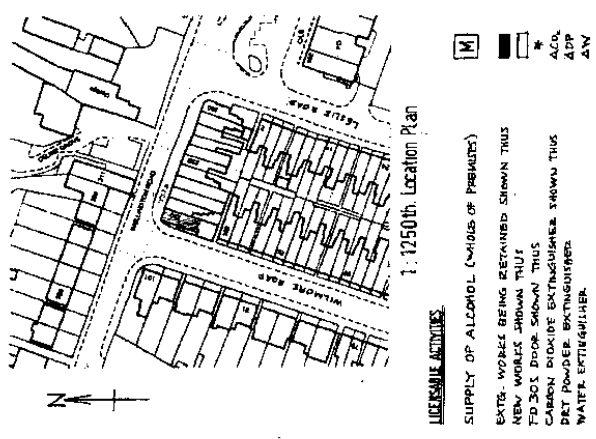 LESLIE ROAD
WILMORE ROAD
N
1:1250th. Location Plan
LICENSABLE ACTIVITIES
SUPPLY OF ALCOHOL (WHOLE OF PREMISES) M
EXTG. WORKS BEING RETAINED SHOWN THUS
NEW WORKS SHOWN THUS
FD 30S DOOR SHOWN THUS *
CARBON DIOXIDE EXTINGUISHER SHOWN THUS ΔCO2
DRY POWDER EXTINGUISHER ΔDP
WATER EXTINGUISHER ΔW